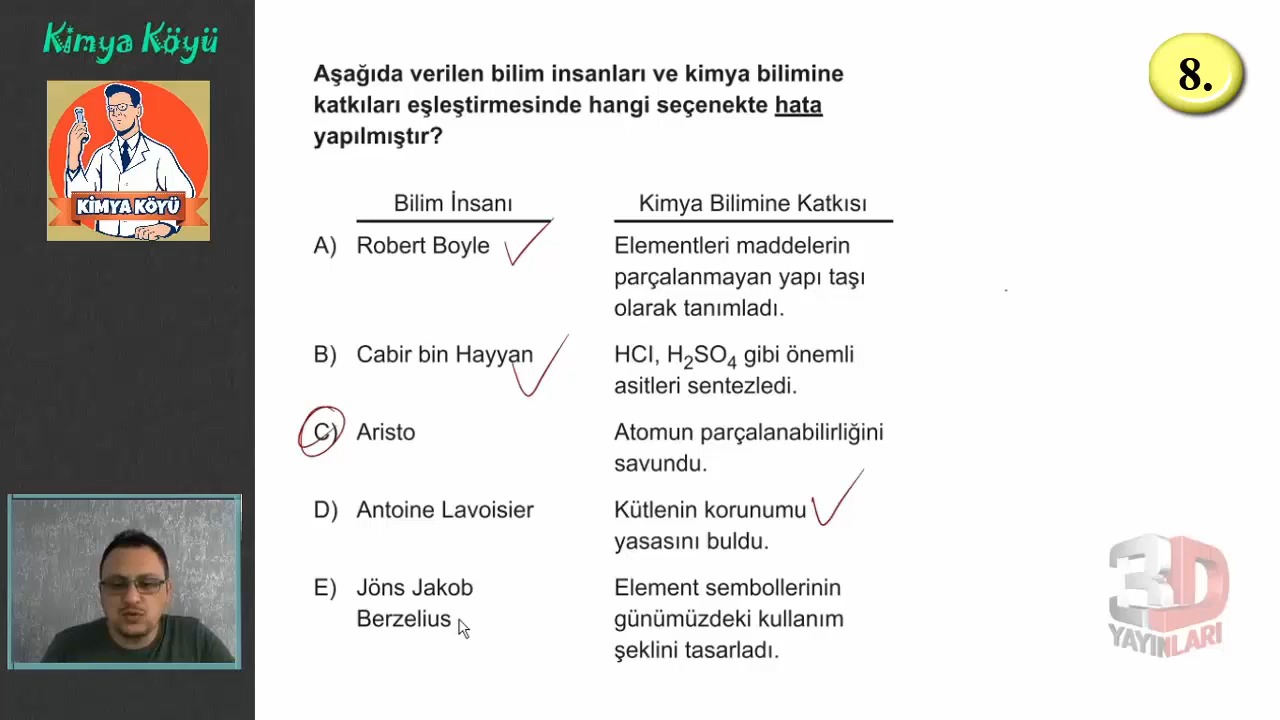 Kimya Köyü
KİMYA KÖYÜ
8.
Aşağıda verilen bilim insanları ve kimya bilimine
katkıları eşleştirmesinde hangi seçenekte hata
yapılmıştır?
Bilim İnsanı Kimya Bilimine Katkısı
A) Robert Boyle Elementleri maddelerin
parçalanmayan yapı taşı
olarak tanımladı.
B) Cabir bin Hayyan HCI, H₂SO₄ gibi önemli
asitleri sentezledi.
C) Aristo Atomun parçalanabilirliğini
savundu.
D) Antoine Lavoisier Kütlenin korunumu
yasasını buldu.
E) Jöns Jakob Element sembollerinin
Berzelius günümüzdeki kullanım
şeklini tasarladı.
3D
YAYINLARI